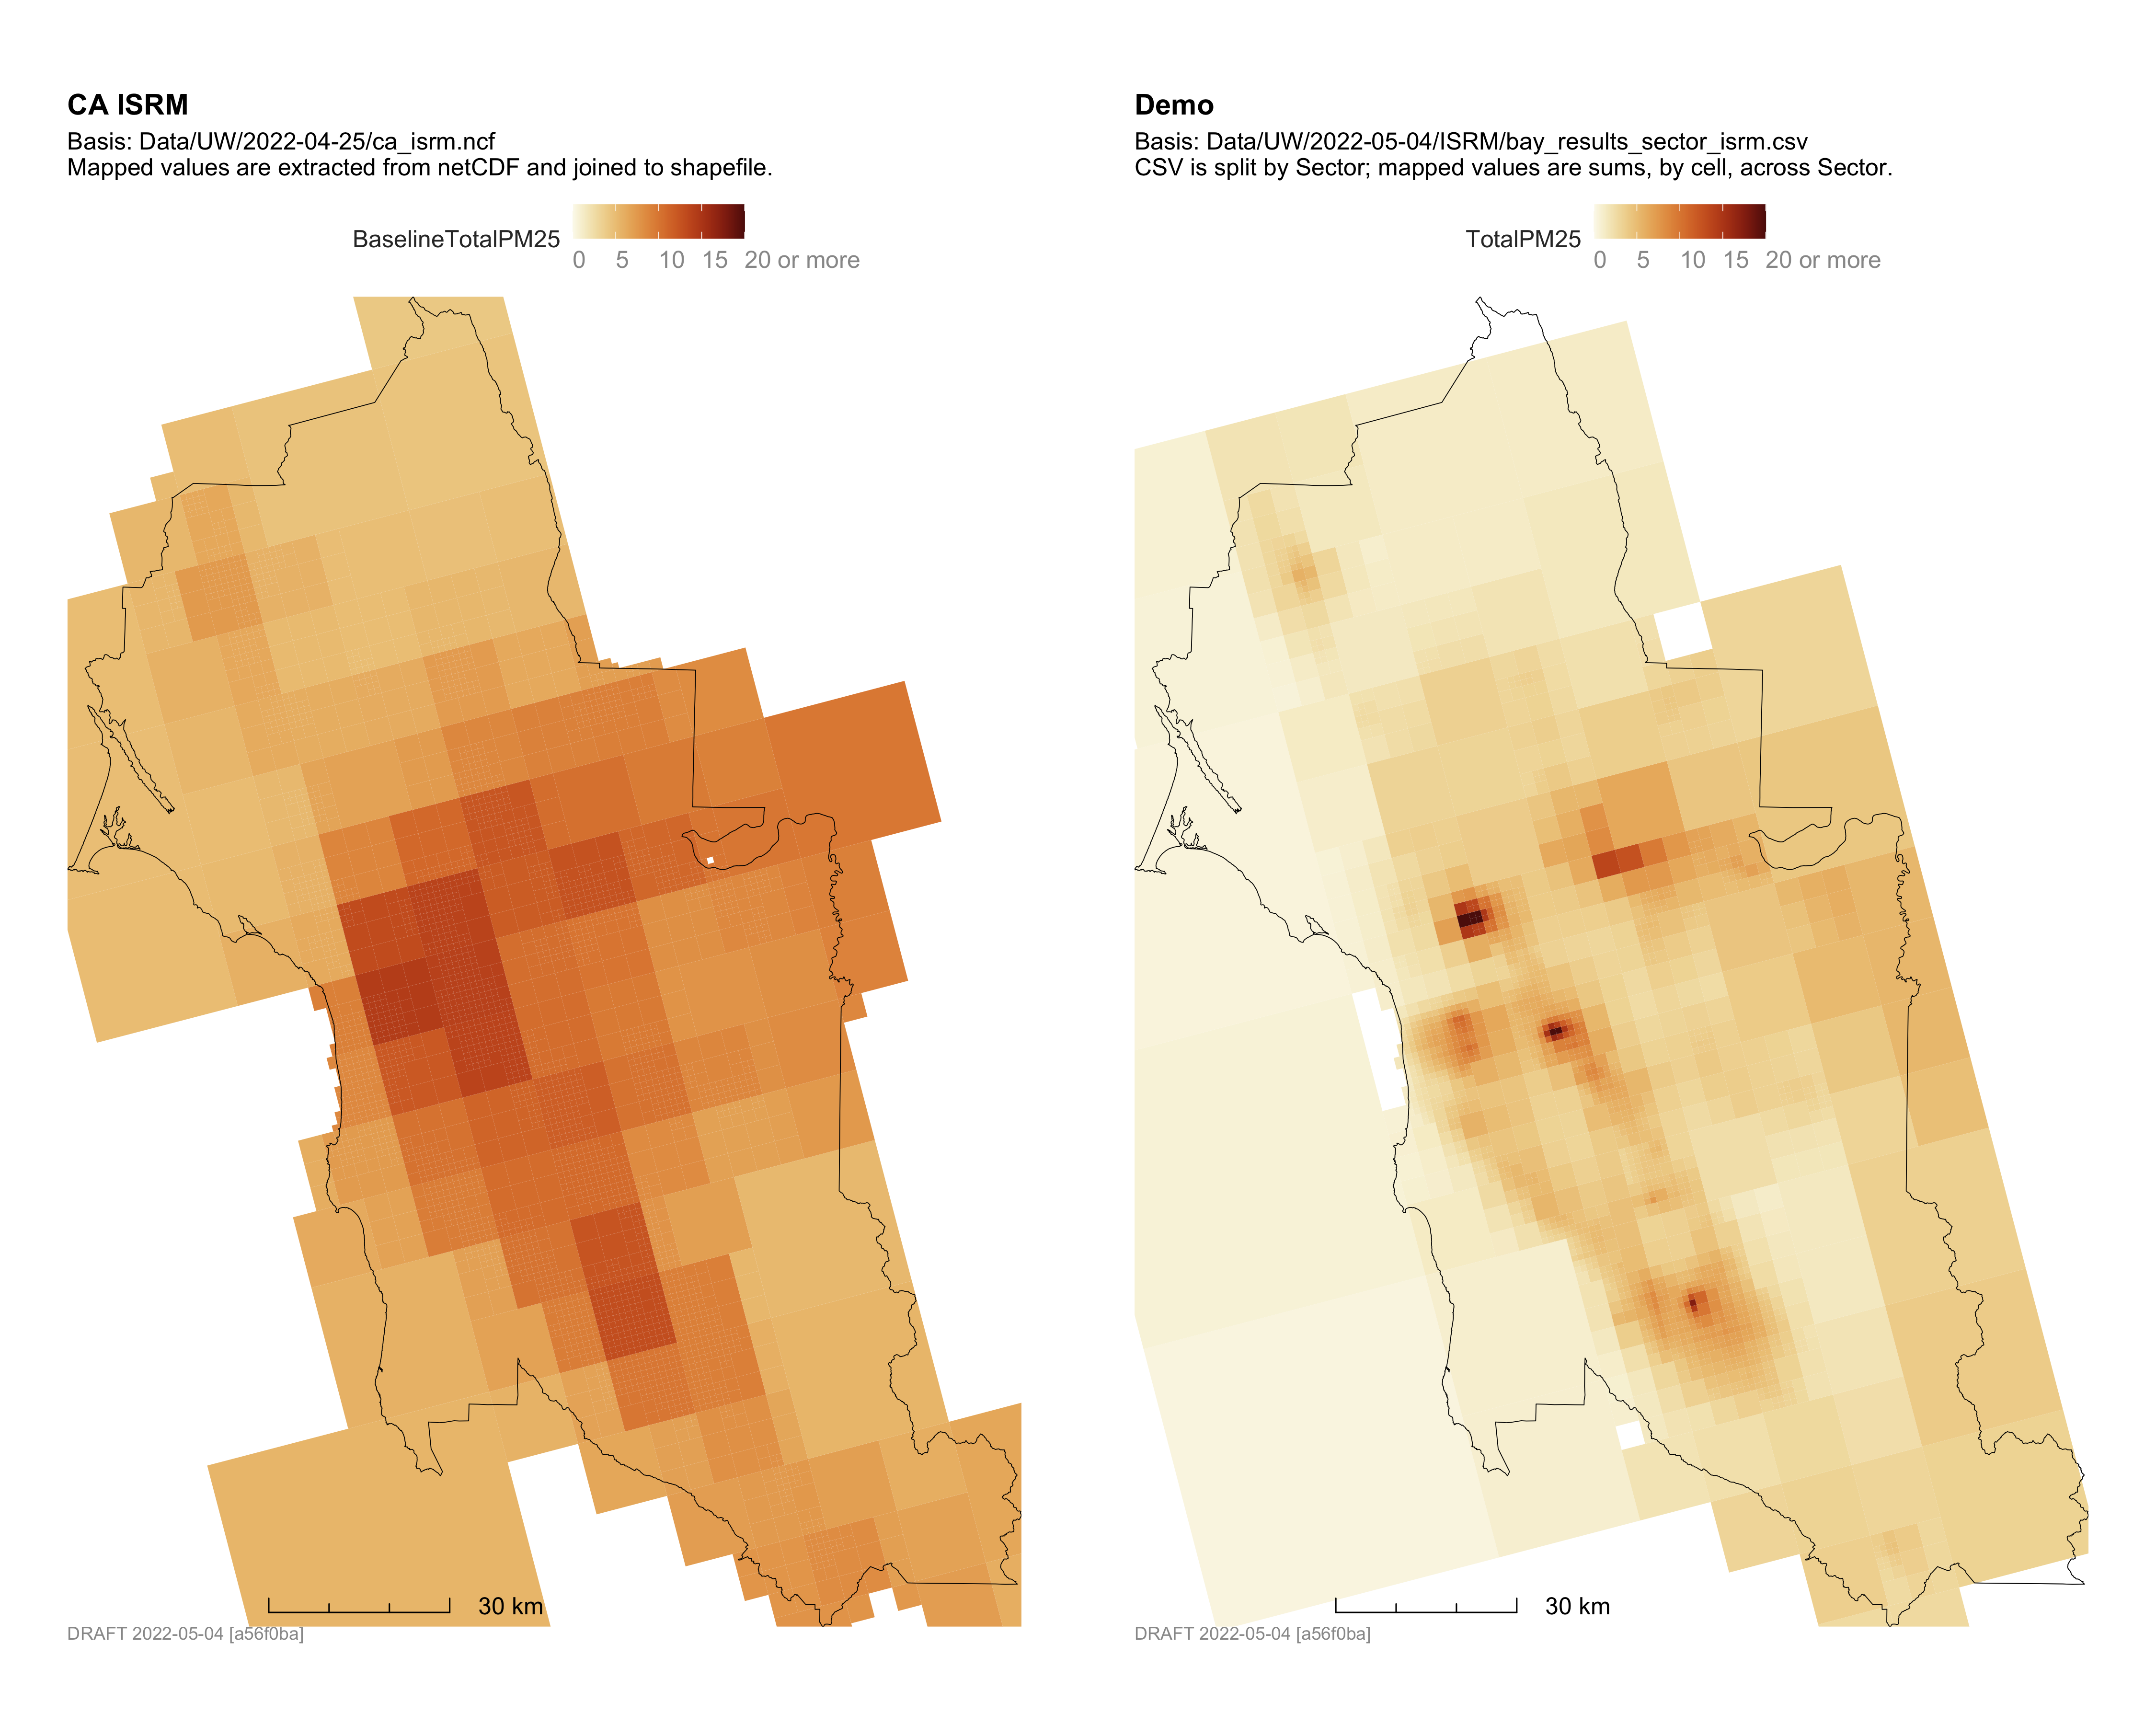 CA ISRM
Basis: Data/UW/2022-04-25/ca_isrm.ncf
Mapped values are extracted from netCDF and joined to shapefile.
BaselineTotalPM25
0 5 10 15 20 or more
30 km
DRAFT 2022-05-04 [a56f0ba]
Demo
Basis: Data/UW/2022-05-04/ISRM/bay_results_sector_isrm.csv
CSV is split by Sector; mapped values are sums, by cell, across Sector.
TotalPM25
0 5 10 15 20 or more
30 km
DRAFT 2022-05-04 [a56f0ba]